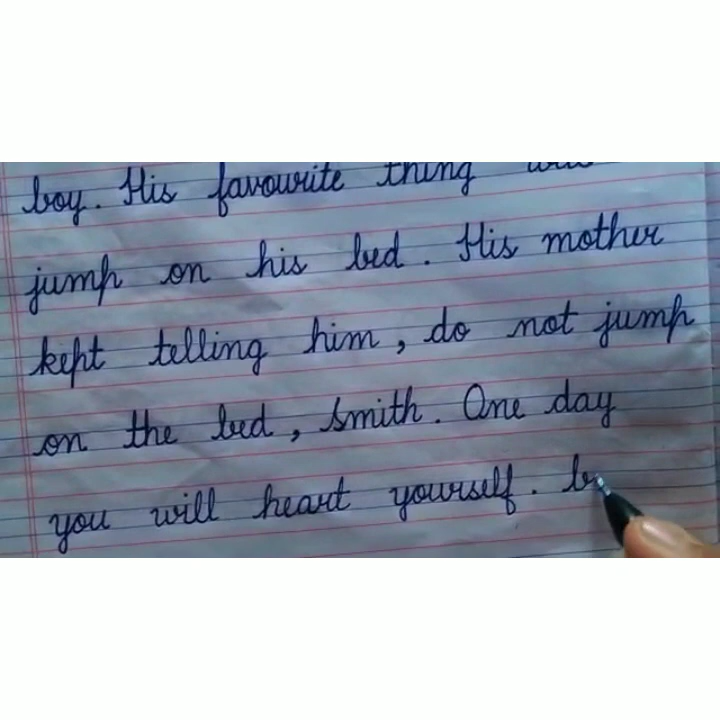 boy. His favourite thing was
jump on his bed. His mother
kept telling him, do not jump
on the bed, Smith. One day
you will heart yourself. b